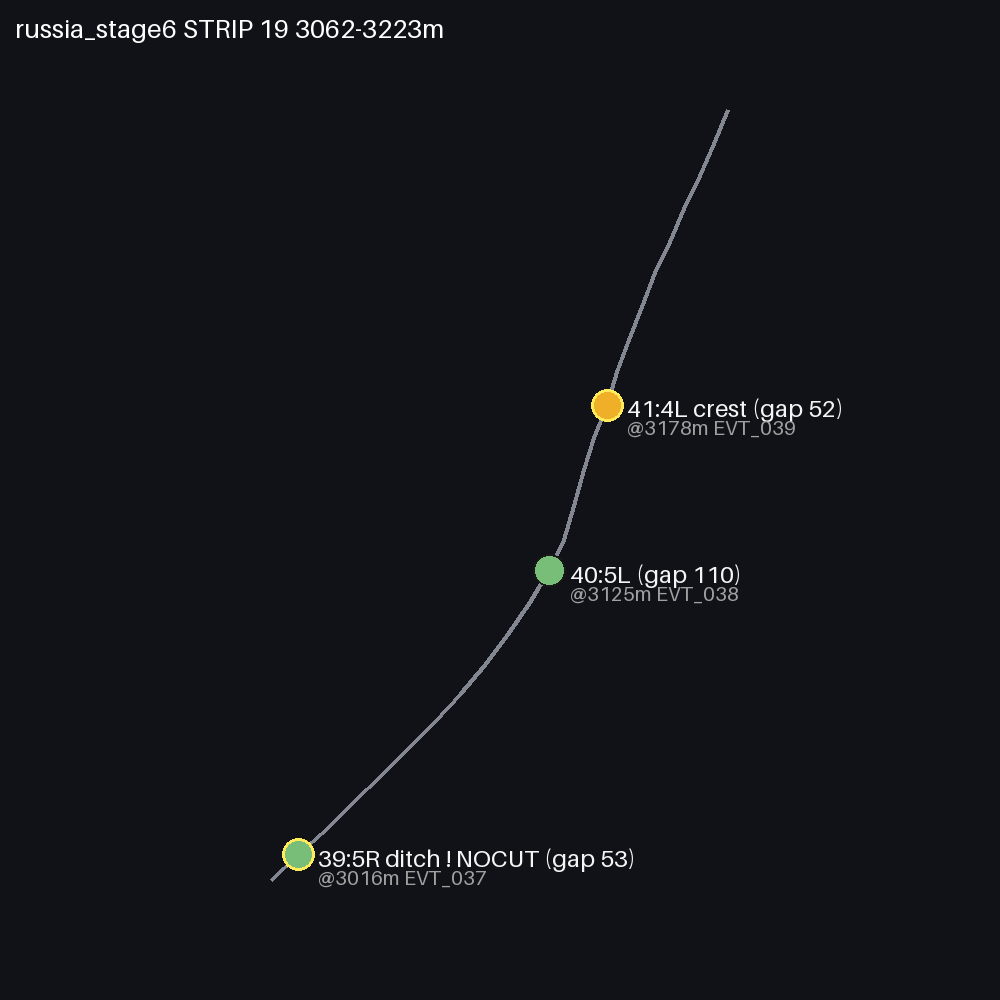 russia_stage6 STRIP 19 3062-3223m
41:4L crest (gap 52)
@3178m EVT_039
40:5L (gap 110)
@3125m EVT_038
39:5R ditch ! NOCUT (gap 53)
@3016m EVT_037